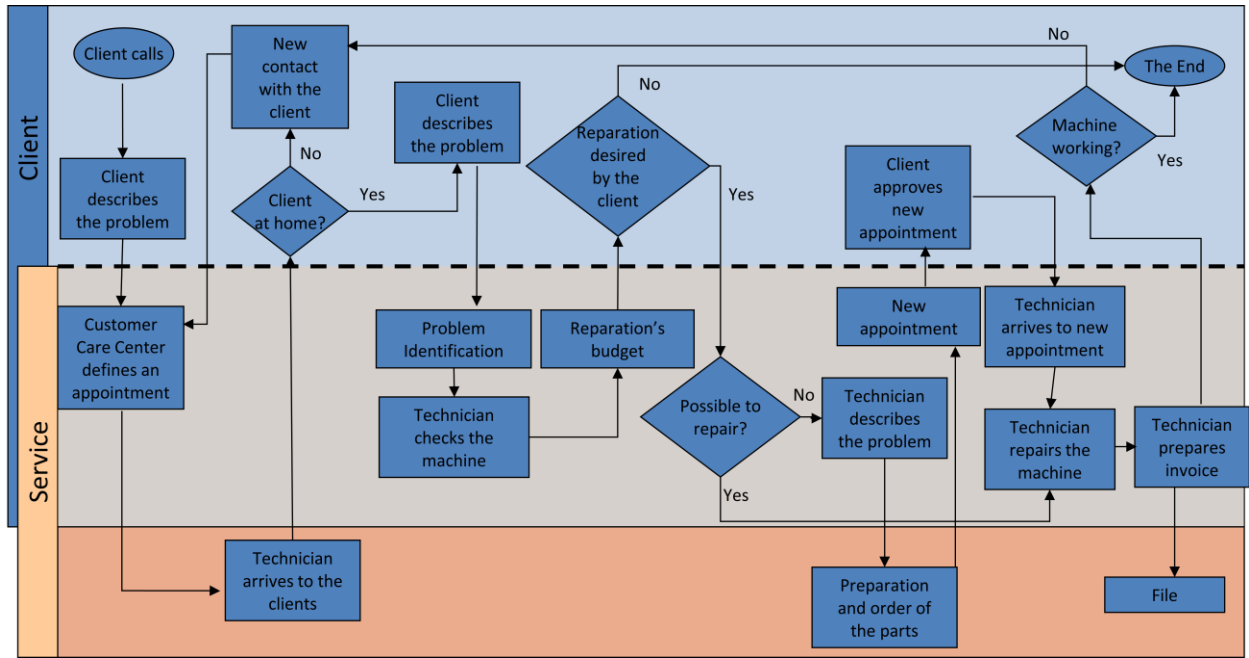 Client
Service
Client calls
Client describes
the problem
Customer
Care Center
defines an
appointment
Technician
arrives to the
clients
Client
at home?
No
Yes
New
contact
with the
client
Client
describes
the problem
Problem
Identification
Technician
checks the
machine
Reparation's
budget
Reparation
desired
by the
client
No
Yes
Possible to
repair?
No
Yes
Technician
describes
the problem
Preparation
and order of
the parts
New
appointment
Client
approves
new
appointment
Technician
arrives to new
appointment
Technician
repairs the
machine
Technician
prepares
invoice
File
Machine
working?
No
Yes
The End